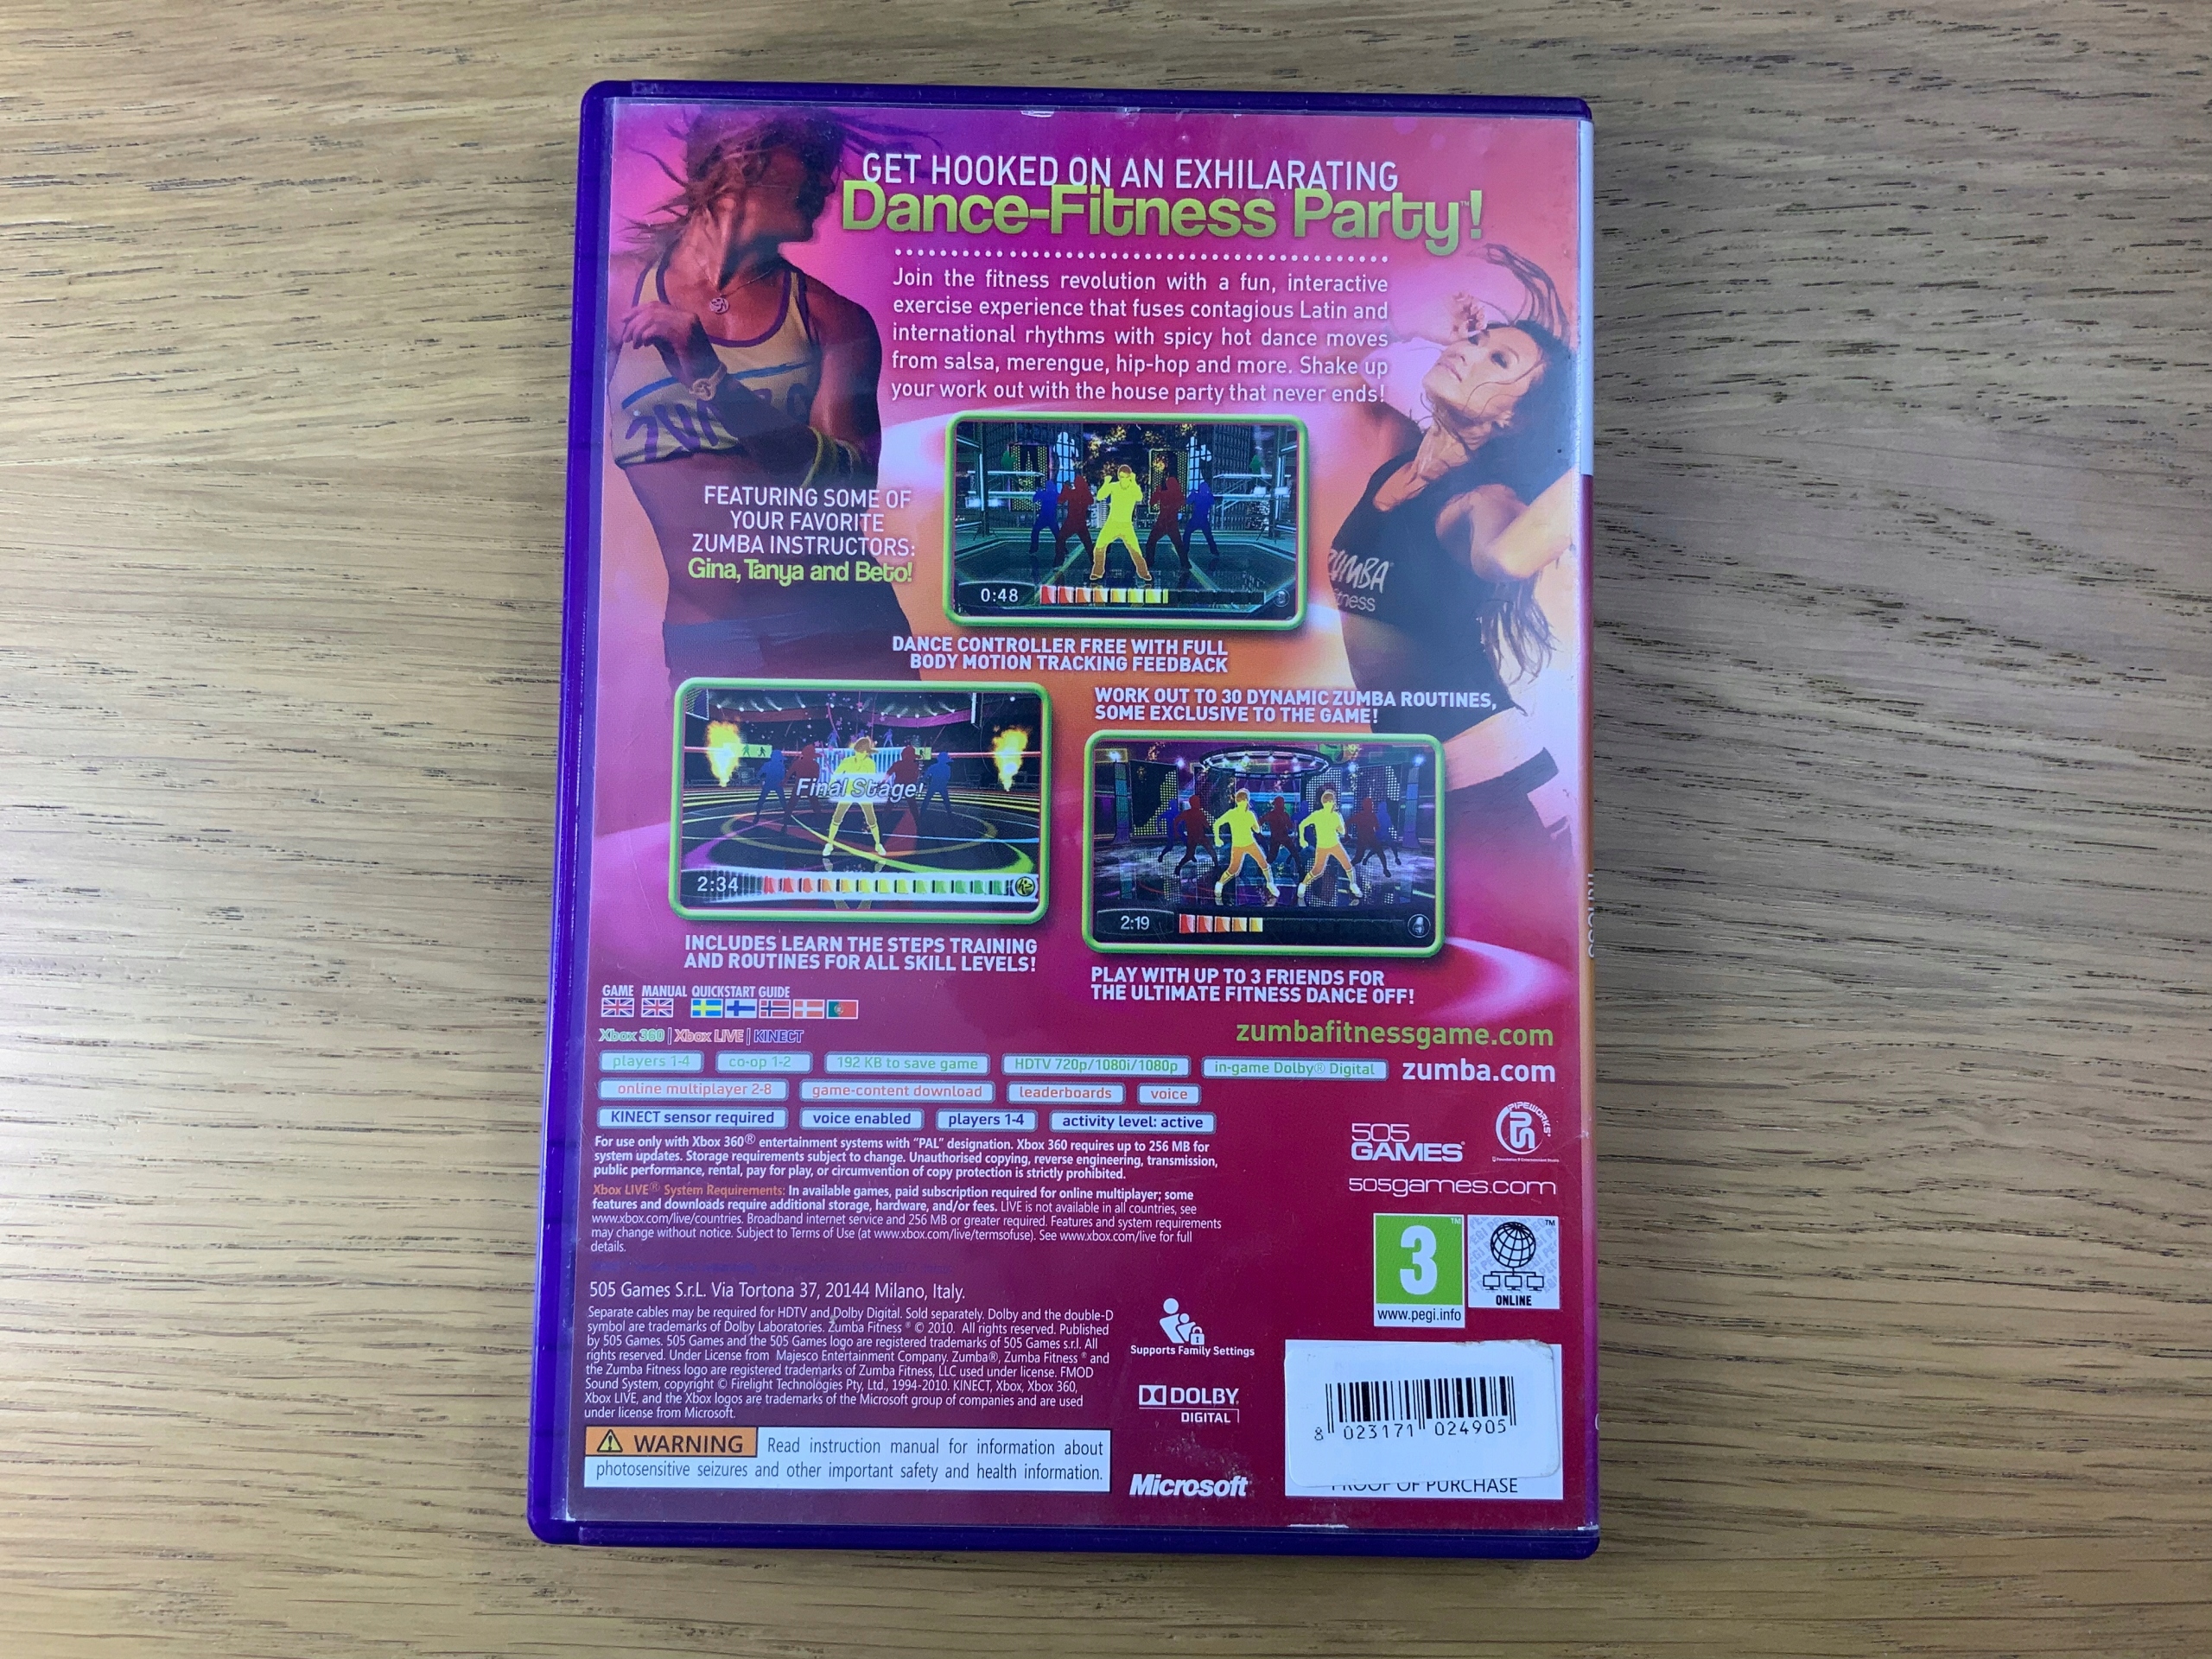 GET HOOKED ON AN EXHILARATING
Dance-Fitness Party!™
Join the fitness revolution with a fun, interactive
exercise experience that fuses contagious Latin and
international rhythms with spicy hot dance moves
from salsa, merengue, hip-hop and more. Shake up
your work out with the house party that never ends!
FEATURING SOME OF
YOUR FAVORITE
ZUMBA INSTRUCTORS:
Gina, Tanya and Beto!
ZUMBA
fitness
0:48
DANCE CONTROLLER FREE WITH FULL
BODY MOTION TRACKING FEEDBACK
WORK OUT TO 30 DYNAMIC ZUMBA ROUTINES,
SOME EXCLUSIVE TO THE GAME!
Final Stage!
2:34
2:19
INCLUDES LEARN THE STEPS TRAINING
AND ROUTINES FOR ALL SKILL LEVELS!
PLAY WITH UP TO 3 FRIENDS FOR
THE ULTIMATE FITNESS DANCE OFF!
GAME MANUAL QUICKSTART GUIDE
Xbox 360 | Xbox LIVE | KINECT
zumbafitnessgame.com
players 1-4 co-op 1-2 192 KB to save game HDTV 720p/1080i/1080p in-game Dolby® Digital
zumba.com
online multiplayer 2-8 game-content download leaderboards voice
KINECT sensor required voice enabled players 1-4 activity level: active
For use only with Xbox 360® entertainment systems with “PAL” designation. Xbox 360 requires up to 256 MB for
system updates. Storage requirements subject to change. Unauthorised copying, reverse engineering, transmission,
public performance, rental, pay for play, or circumvention of copy protection is strictly prohibited.
Xbox LIVE® System Requirements: In available games, paid subscription required for online multiplayer; some
features and downloads require additional storage, hardware, and/or fees. LIVE is not available in all countries, see
www.xbox.com/live/countries. Broadband internet service and 256 MB or greater required. Features and system requirements
may change without notice. Subject to Terms of Use (at www.xbox.com/live/termsofuse). See www.xbox.com/live for full
details.
PIPEWORKS
505
GAMES
505games.com
3
www.pegi.info
ONLINE
505 Games S.r.L. Via Tortona 37, 20144 Milano, Italy.
Separate cables may be required for HDTV and Dolby Digital. Sold separately. Dolby and the double-D
symbol are trademarks of Dolby Laboratories. Zumba Fitness ® © 2010. All rights reserved. Published
by 505 Games. 505 Games and the 505 Games logo are registered trademarks of 505 Games s.r.l. All
rights reserved. Under License from Majesco Entertainment Company. Zumba®, Zumba Fitness ® and
the Zumba Fitness logo are registered trademarks of Zumba Fitness, LLC used under license. FMOD
Sound System, copyright © Firelight Technologies Pty, Ltd., 1994-2010. KINECT, Xbox, Xbox 360,
Xbox LIVE, and the Xbox logos are trademarks of the Microsoft group of companies and are used
under license from Microsoft.
Supports Family Settings
DOLBY
DIGITAL
WARNING Read instruction manual for information about
photosensitive seizures and other important safety and health information.
Microsoft
8 023171 024905
PROOF OF PURCHASE